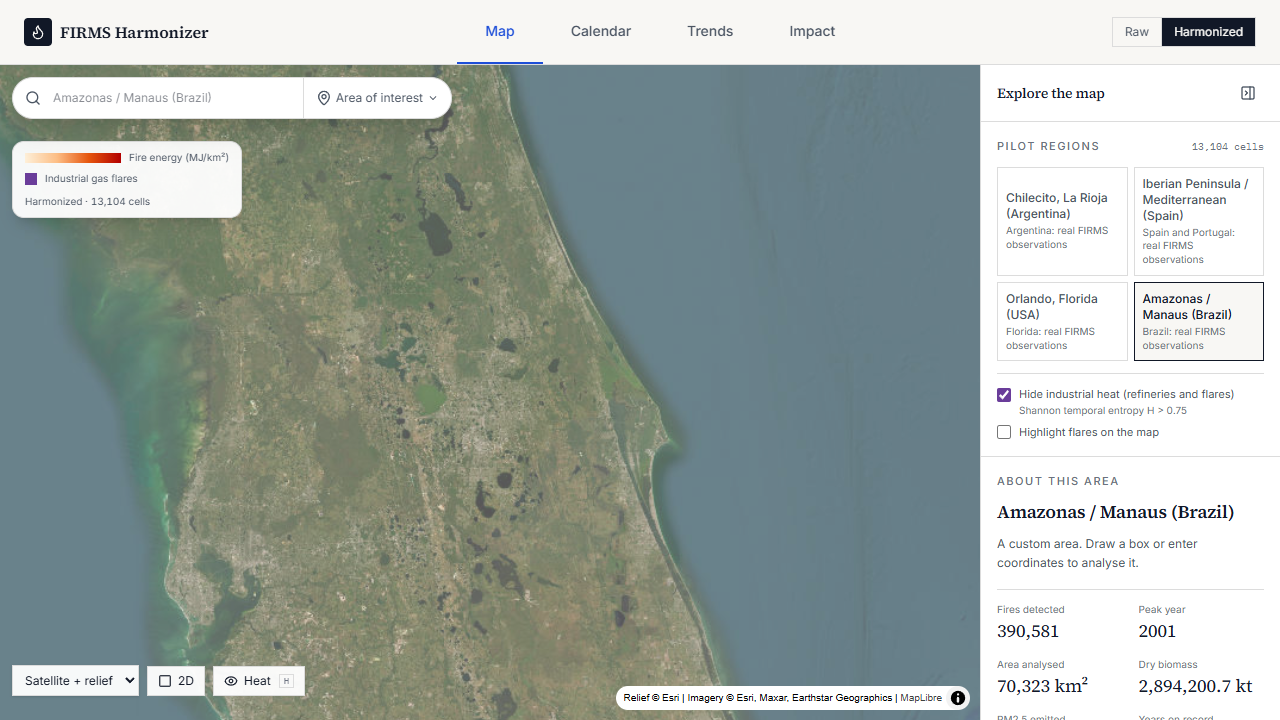 FIRMS Harmonizer
Map
Calendar
Trends
Impact
Raw
Harmonized
Amazonas / Manaus (Brazil)
Area of interest
Fire energy (MJ/km²)
Industrial gas flares
Harmonized · 13,104 cells
Satellite + relief
2D
Heat
H
Relief © Esri | Imagery © Esri, Maxar, Earthstar Geographics | MapLibre
Explore the map
PILOT REGIONS
13,104 cells
Chilecito, La Rioja
(Argentina)
Argentina: real FIRMS
observations
Iberian Peninsula /
Mediterranean
(Spain)
Spain and Portugal:
real FIRMS
observations
Orlando, Florida
(USA)
Florida: real FIRMS
observations
Amazonas /
Manaus (Brazil)
Brazil: real FIRMS
observations
Hide industrial heat (refineries and flares)
Shannon temporal entropy H > 0.75
Highlight flares on the map
ABOUT THIS AREA
Amazonas / Manaus (Brazil)
A custom area. Draw a box or enter
coordinates to analyse it.
Fires detected
390,581
Peak year
2001
Area analysed
70,323 km²
Dry biomass
2,894,200.7 kt
PM2.5 emitted
Years on record